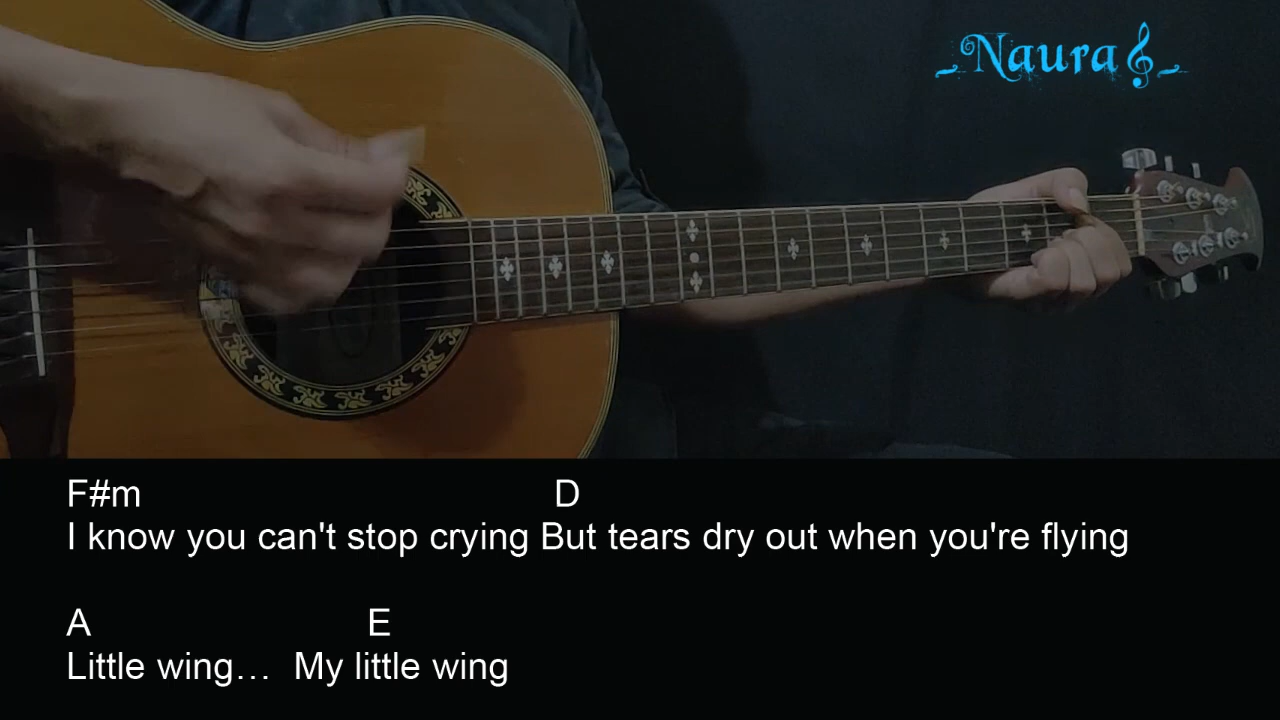 Naura
F#m D
I know you can't stop crying But tears dry out when you're flying
A E
Little wing… My little wing